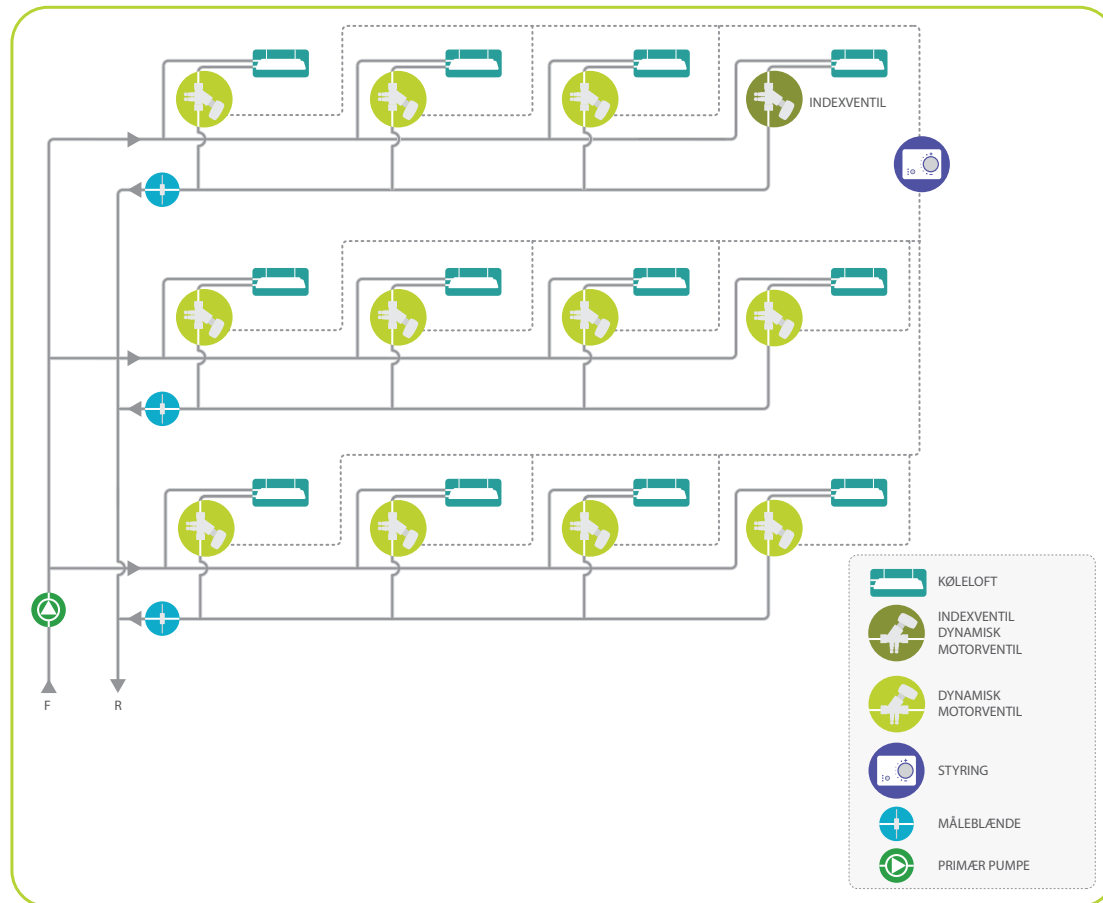 INDEXVENTIL
F
R
KØLELOFT
INDEXVENTIL
DYNAMISK
MOTORVENTIL
DYNAMISK
MOTORVENTIL
STYRING
MÅLEBLÆNDE
PRIMÆR PUMPE